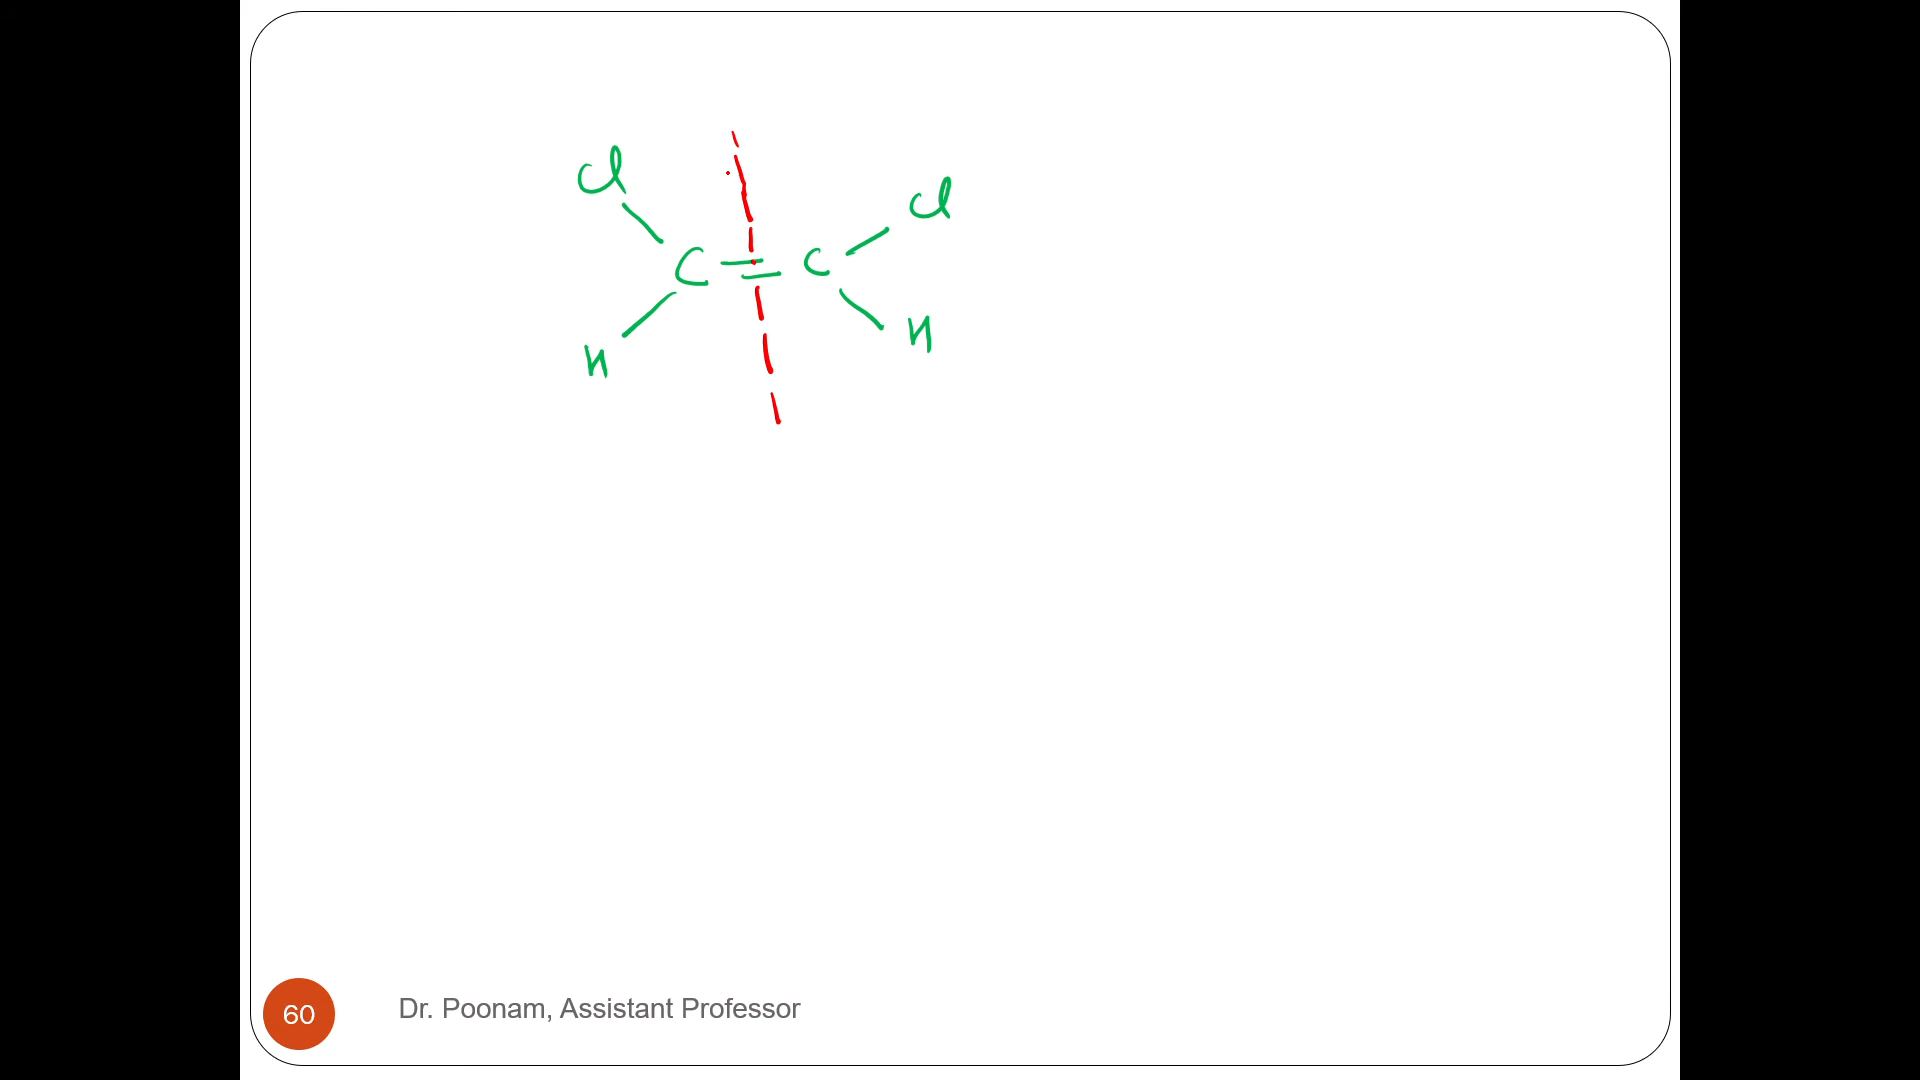 Cl Cl
C = C
H H
60 Dr. Poonam, Assistant Professor